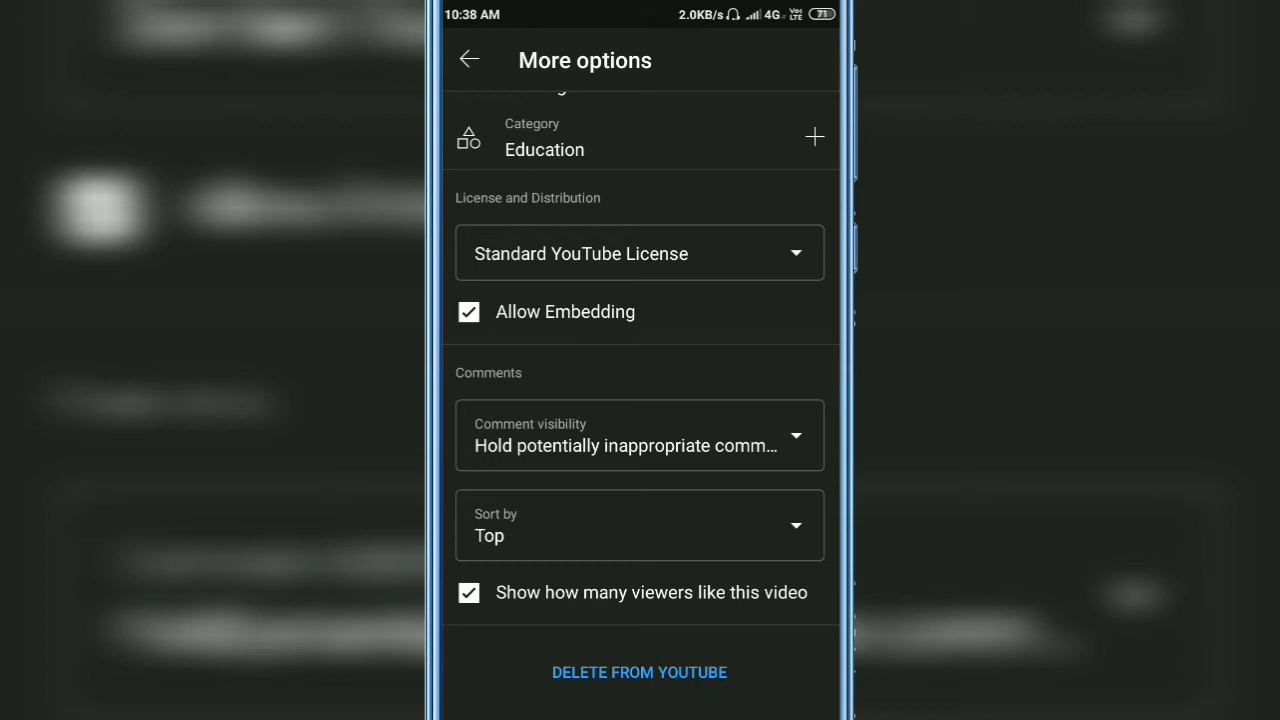 10:38 AM 2.0KB/s 4G Vo) LTE 71
More options
Category
Education
License and Distribution
Standard YouTube License
Allow Embedding
Comments
Comment visibility
Hold potentially inappropriate comm...
Sort by
Top
Show how many viewers like this video
DELETE FROM YOUTUBE